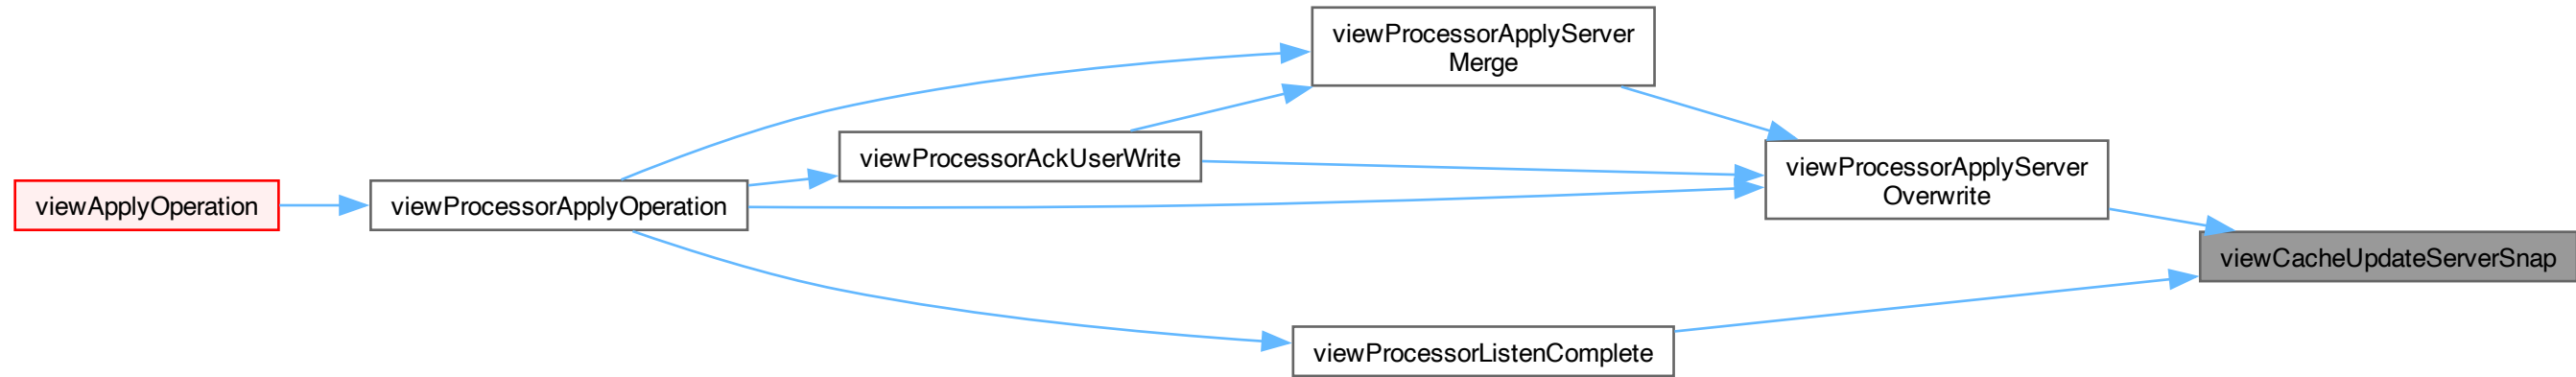 viewProcessorApplyServer
Merge
viewProcessorAckUserWrite
viewProcessorApplyServer
Overwrite
viewApplyOperation
viewProcessorApplyOperation
viewCacheUpdateServerSnap
viewProcessorListenComplete